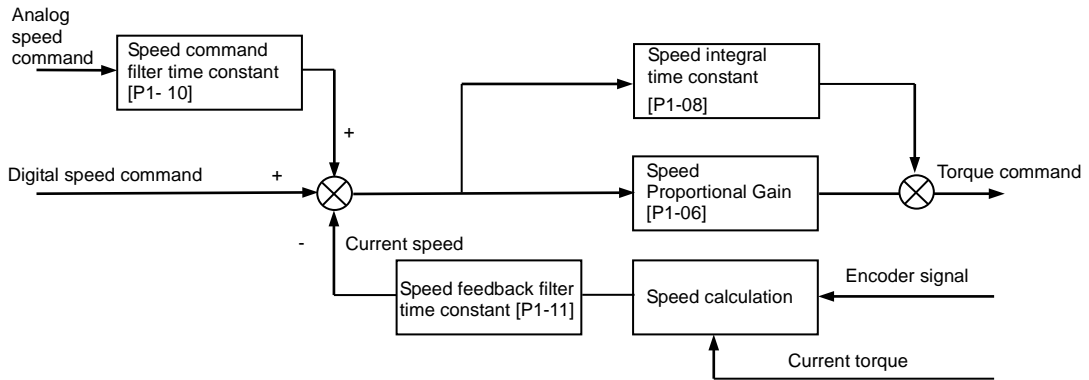 Analog
speed
command
Speed command
filter time constant
[P1- 10]
Speed integral
time constant
[P1-08]
+
Digital speed command
+
Speed
Proportional Gain
[P1-06]
Torque command
-
Current speed
Speed feedback filter
time constant [P1-11]
Speed calculation
Encoder signal
Current torque